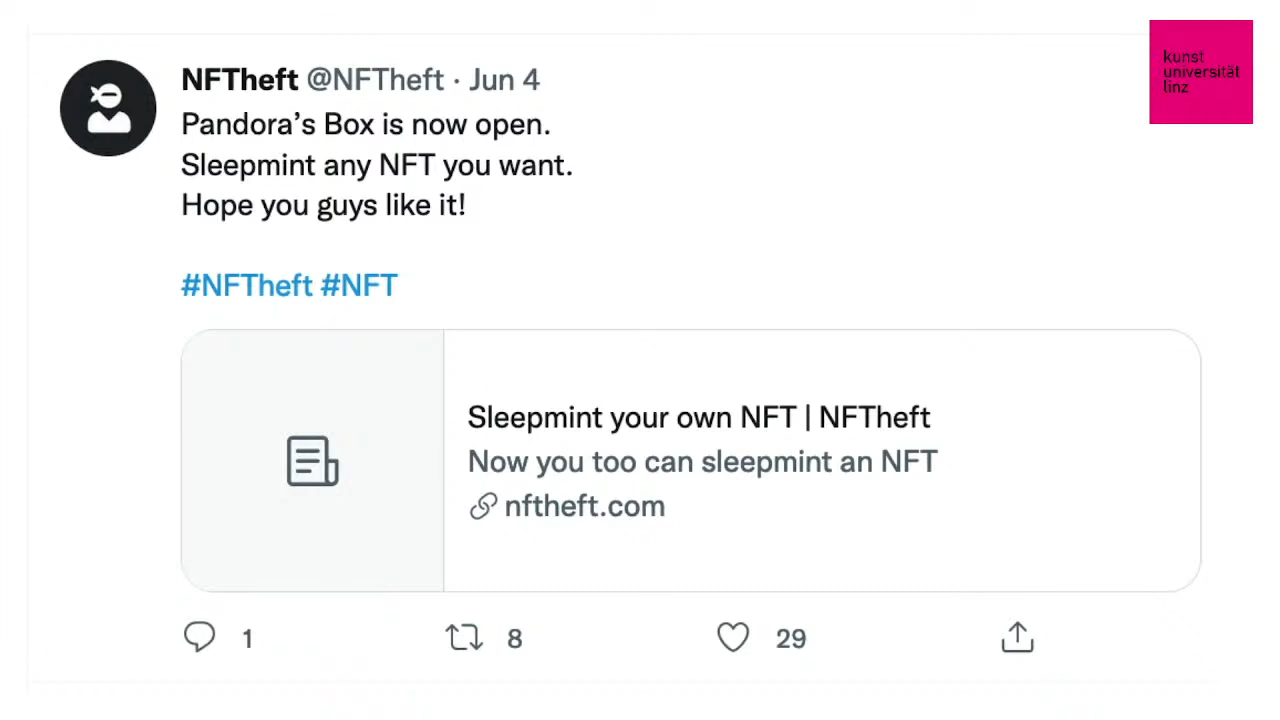 NFTheft @NFTheft · Jun 4
Pandora’s Box is now open.
Sleepmint any NFT you want.
Hope you guys like it!
#NFTheft #NFT
Sleepmint your own NFT | NFTheft
Now you too can sleepmint an NFT
nftheft.com
1 8 29
kunst
universität
linz